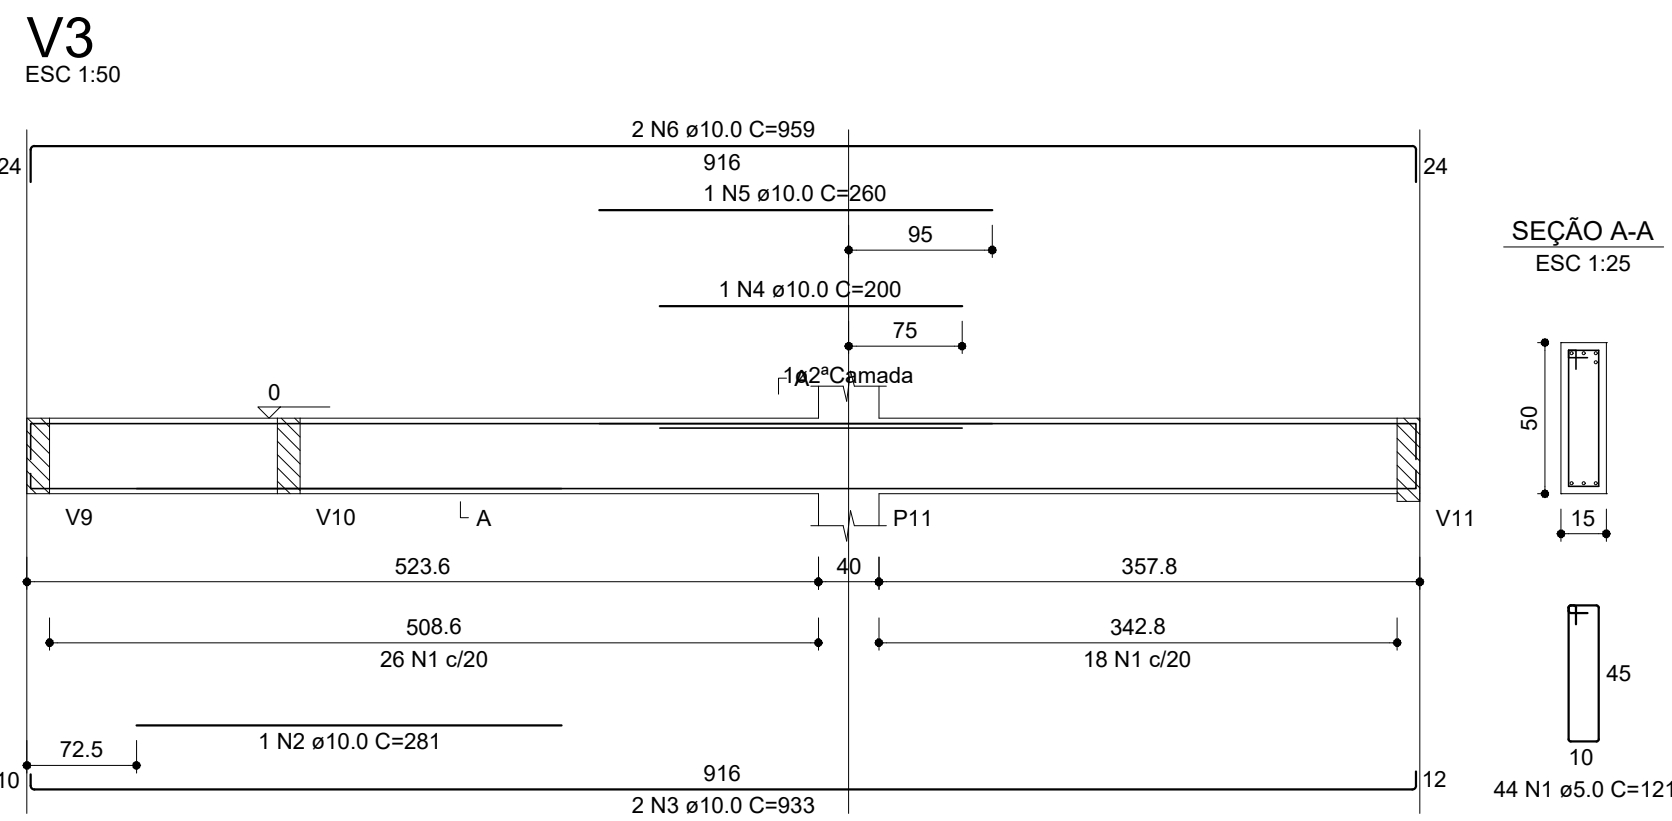 V3
ESC 1:50
2 N6 ø10.0 C=959
24
916
24
1 N5 ø10.0 C=260
95
SEÇÃO A-A
ESC 1:25
1 N4 ø10.0 C=200
75
1ø2ªCamada
A
0
50
V9
V10
A
P11
V11
15
523.6
40
357.8
508.6
342.8
26 N1 c/20
18 N1 c/20
45
1 N2 ø10.0 C=281
72.5
10
10
916
12
44 N1 ø5.0 C=121
2 N3 ø10.0 C=933